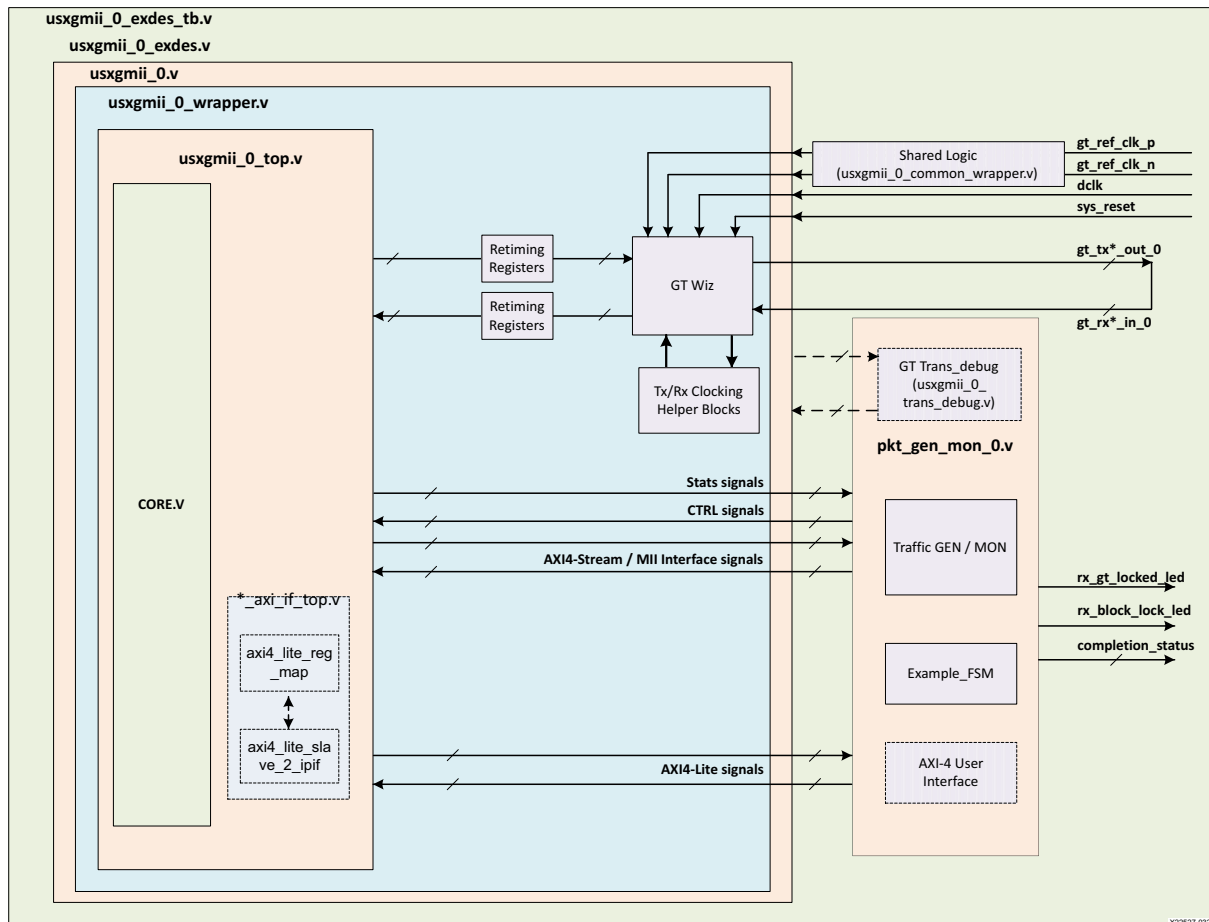 usxgmii_0_exdes_tb.v
usxgmii_0_exdes.v
usxgmii_0.v
usxgmii_0_wrapper.v
usxgmii_0_top.v
CORE.V
*_axi_if_top.v
axi4_lite_reg
_map
axi4_lite_sla
ve_2_ipif
Retiming
Registers
Retiming
Registers
GT Wiz
Tx/Rx Clocking
Helper Blocks
Shared Logic
(usxgmii_0_common_wrapper.v)
gt_ref_clk_p
gt_ref_clk_n
dclk
sys_reset
gt_tx*_out_0
gt_rx*_in_0
GT Trans_debug
(usxgmii_0_
trans_debug.v)
pkt_gen_mon_0.v
Stats signals
CTRL signals
AXI4-Stream / MII Interface signals
AXI4-Lite signals
Traffic GEN / MON
Example_FSM
AXI-4 User
Interface
rx_gt_locked_led
rx_block_lock_led
completion_status